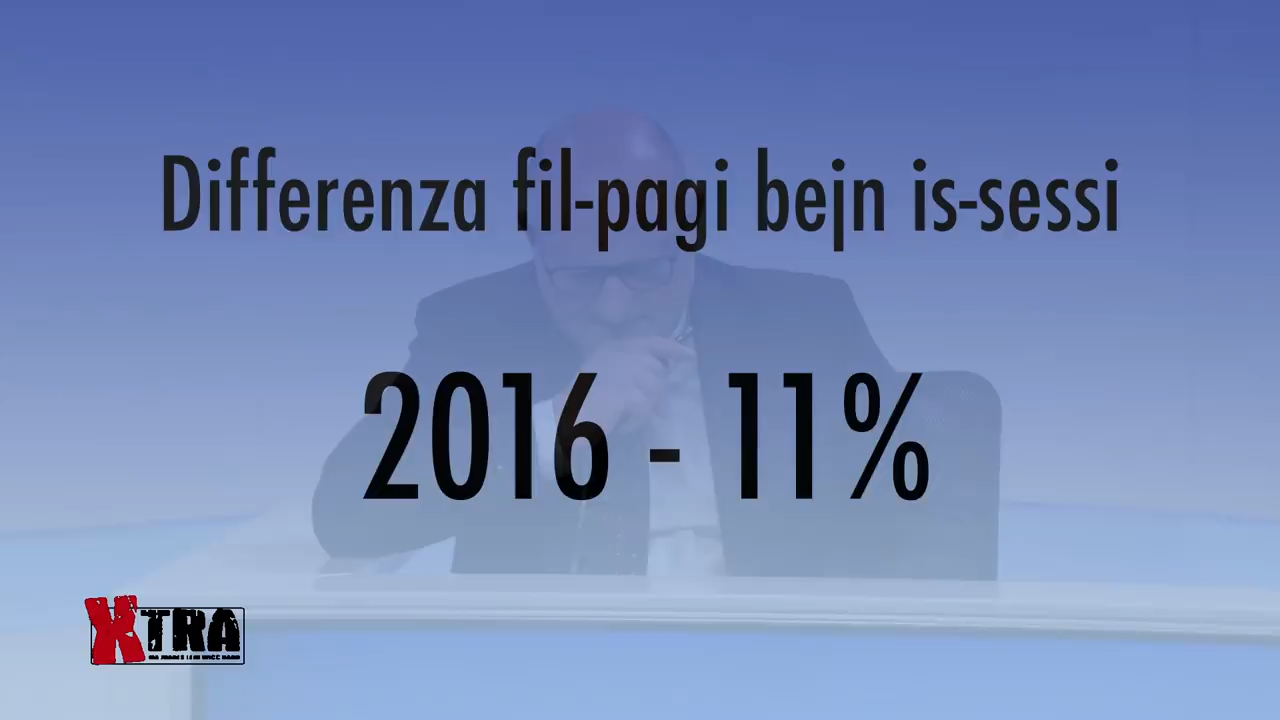 Differenza fil-pagi bejn is-sessi
2016 - 11%
XTRA